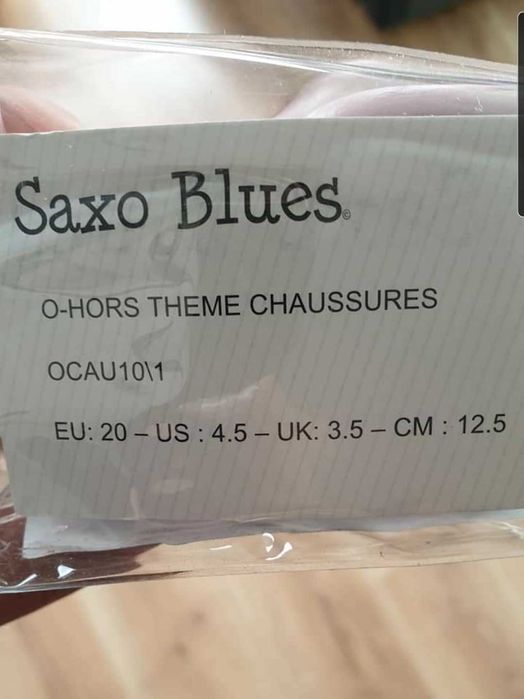 Saxo Blues©
O-HORS THEME CHAUSSURES
OCAU10\1
EU: 20 – US : 4.5 – UK: 3.5 – CM : 12.5